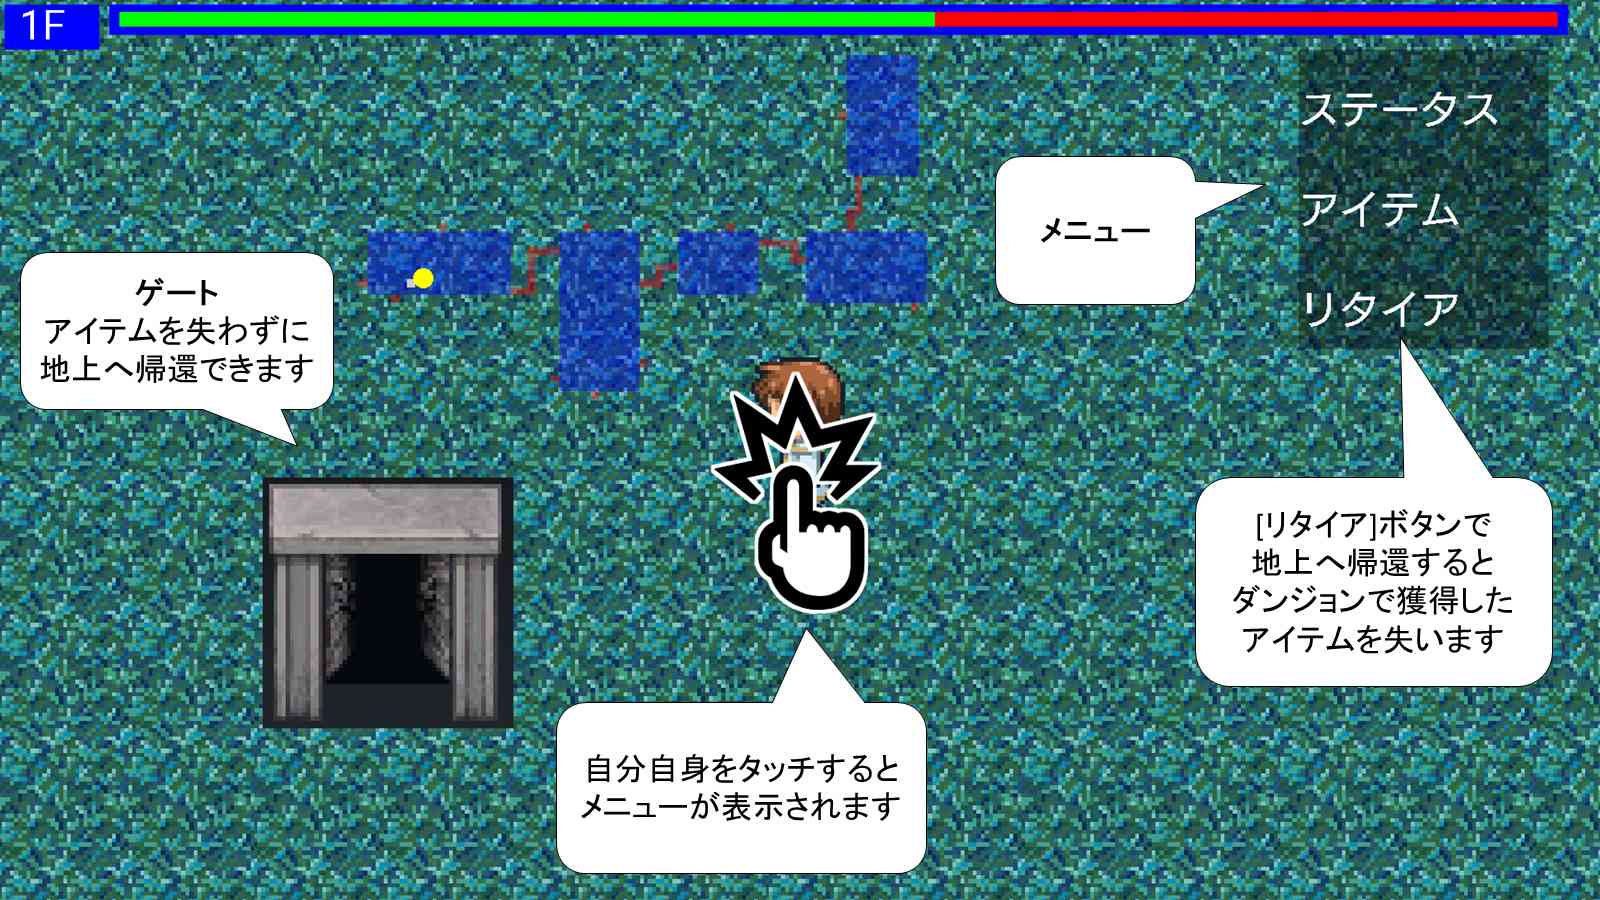 1F
ステータス
アイテム
リタイア
メニュー
ゲート
アイテムを失わずに
地上へ帰還できます
[リタイア]ボタンで
地上へ帰還すると
ダンジョンで獲得した
アイテムを失います
自分自身をタッチすると
メニューが表示されます